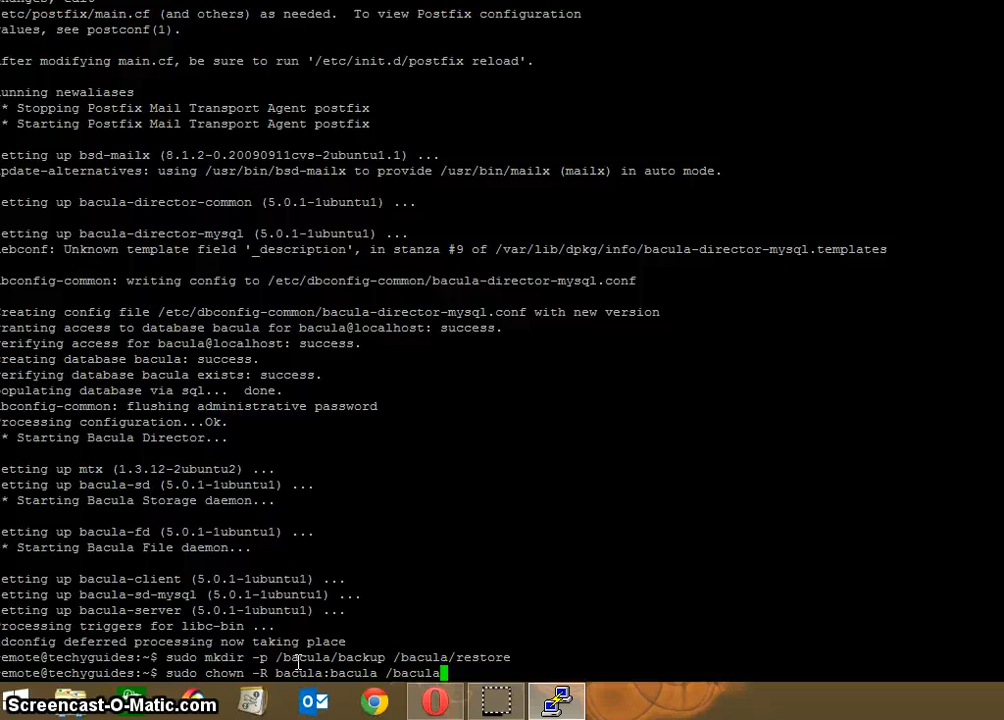 etc/postfix/main.cf (and others) as needed.  To view Postfix configuration
alues, see postconf(1).
fter modifying main.cf, be sure to run '/etc/init.d/postfix reload'.
unning newaliases
* Stopping Postfix Mail Transport Agent postfix
* Starting Postfix Mail Transport Agent postfix
etting up bsd-mailx (8.1.2-0.20090911cvs-2ubuntu1.1) ...
pdate-alternatives: using /usr/bin/bsd-mailx to provide /usr/bin/mailx (mailx) in auto mode.
etting up bacula-director-common (5.0.1-1ubuntu1) ...
etting up bacula-director-mysql (5.0.1-1ubuntu1) ...
ebconf: Unknown template field '_description', in stanza #9 of /var/lib/dpkg/info/bacula-director-mysql.templates
bconfig-common: writing config to /etc/dbconfig-common/bacula-director-mysql.conf
reating config file /etc/dbconfig-common/bacula-director-mysql.conf with new version
ranting access to database bacula for bacula@localhost: success.
erifying access for bacula@localhost: success.
reating database bacula: success.
erifying database bacula exists: success.
opulating database via sql...  done.
bconfig-common: flushing administrative password
rocessing configuration...Ok.
* Starting Bacula Director...
etting up mtx (1.3.12-2ubuntu2) ...
etting up bacula-sd (5.0.1-1ubuntu1) ...
* Starting Bacula Storage daemon...
etting up bacula-fd (5.0.1-1ubuntu1) ...
* Starting Bacula File daemon...
etting up bacula-client (5.0.1-1ubuntu1) ...
etting up bacula-sd-mysql (5.0.1-1ubuntu1) ...
etting up bacula-server (5.0.1-1ubuntu1) ...
rocessing triggers for libc-bin ...
dconfig deferred processing now taking place
emote@techyguides:~$ sudo mkdir -p /bacula/backup /bacula/restore
emote@techyguides:~$ sudo chown -R bacula:bacula /bacula
Screencast-O-Matic.com